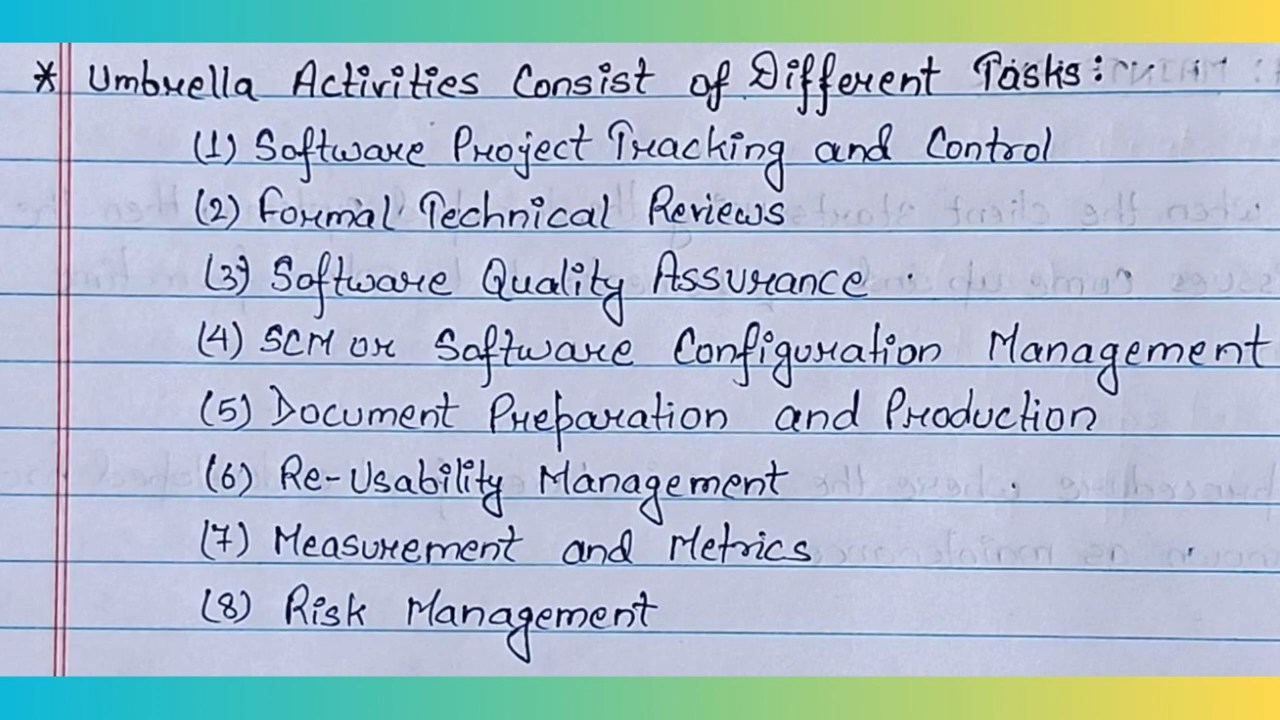 * Umbrella Activities Consist of Different Tasks:
(1) Software Project Tracking and Control
(2) Formal Technical Reviews
(3) Software Quality Assurance
(4) SCM or Software Configuration Management
(5) Document Preparation and Production
(6) Re-Usability Management
(7) Measurement and Metrics
(8) Risk Management